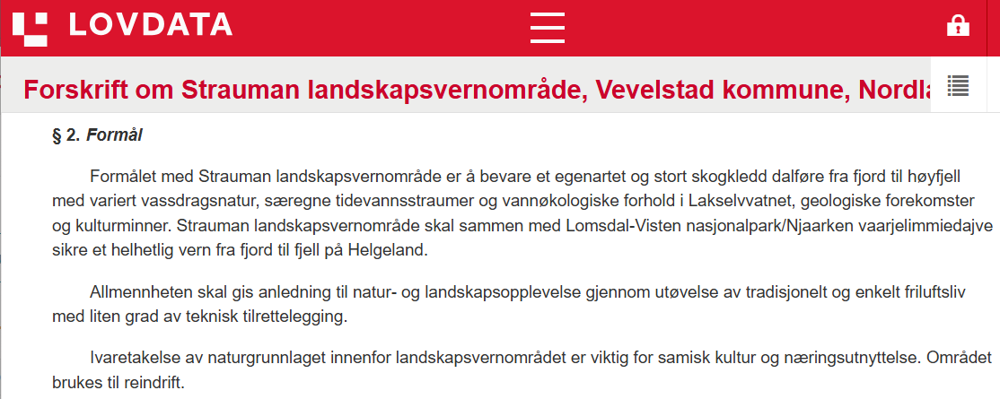 LOVDATA
Forskrift om Strauman landskapsvernområde, Vevelstad kommune, Nordla
§ 2. Formål
Formålet med Strauman landskapsvernområde er å bevare et egenartet og stort skogkledd dalføre fra fjord til høyfjell
med variert vassdragsnatur, særegne tidevannsstraumer og vannøkologiske forhold i Lakselvvatnet, geologiske forekomster
og kulturminner. Strauman landskapsvernområde skal sammen med Lomsdal-Visten nasjonalpark/Njaarken vaarjelimmiedajve
sikre et helhetlig vern fra fjord til fjell på Helgeland.
Allmennheten skal gis anledning til natur- og landskapsopplevelse gjennom utøvelse av tradisjonelt og enkelt friluftsliv
med liten grad av teknisk tilrettelegging.
Ivaretakelse av naturgrunnlaget innenfor landskapsvernområdet er viktig for samisk kultur og næringsutnyttelse. Området
brukes til reindrift.